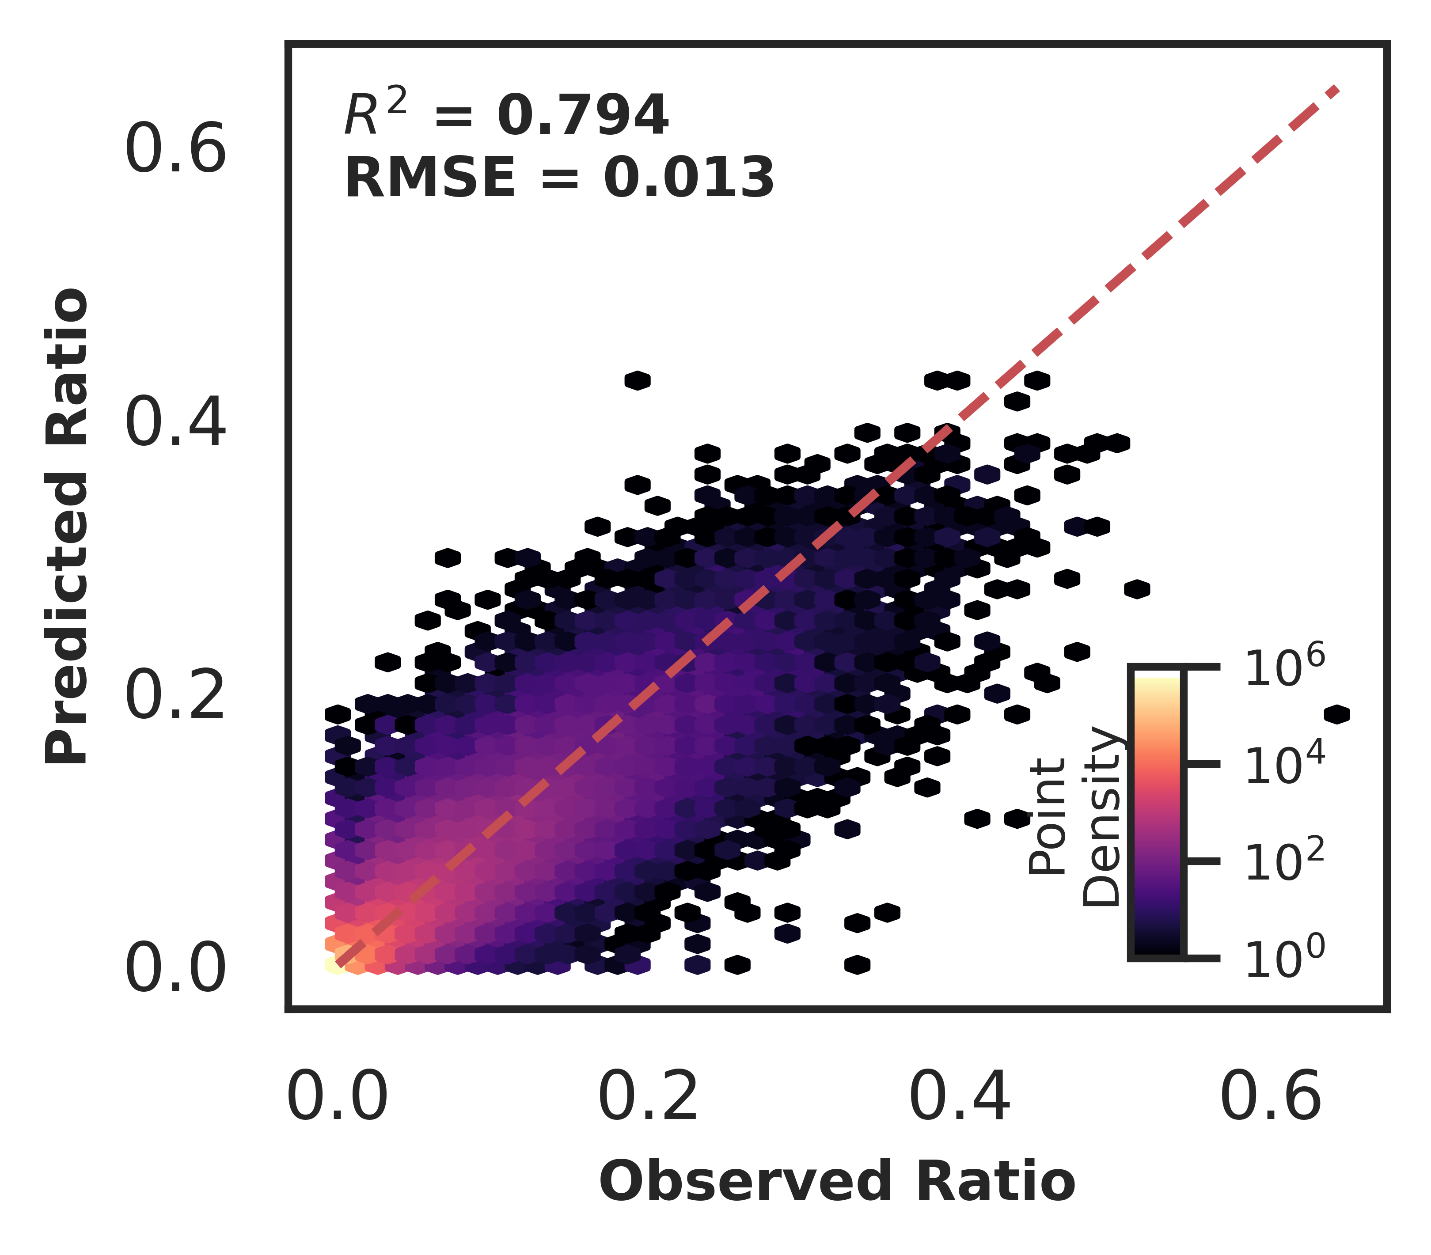 R² = 0.794
RMSE = 0.013
Predicted Ratio
0.6
0.4
0.2
0.0
Point
Density
10⁶
10⁴
10²
10⁰
0.0 0.2 0.4 0.6
Observed Ratio